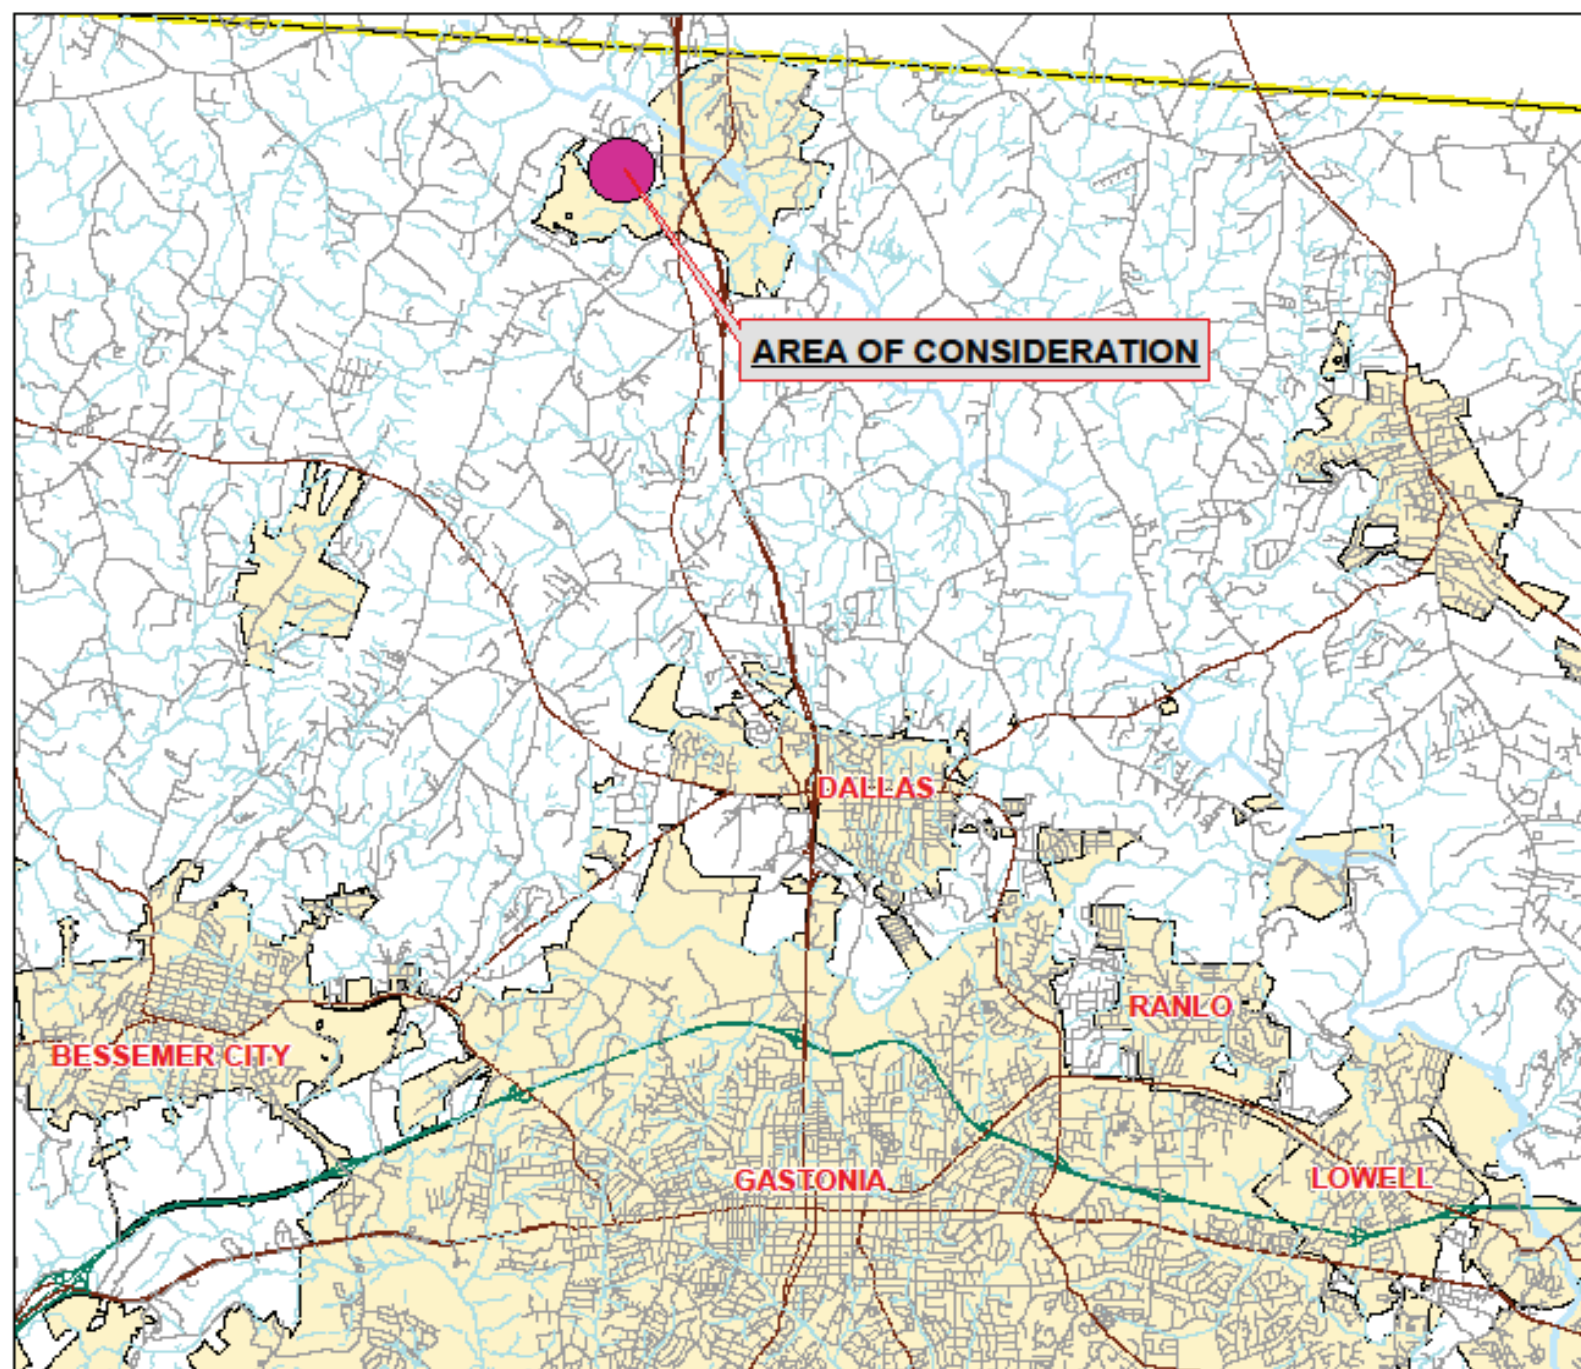 AREA OF CONSIDERATION
DALLAS
RANLO
BESSEMER CITY
GASTONIA
LOWELL